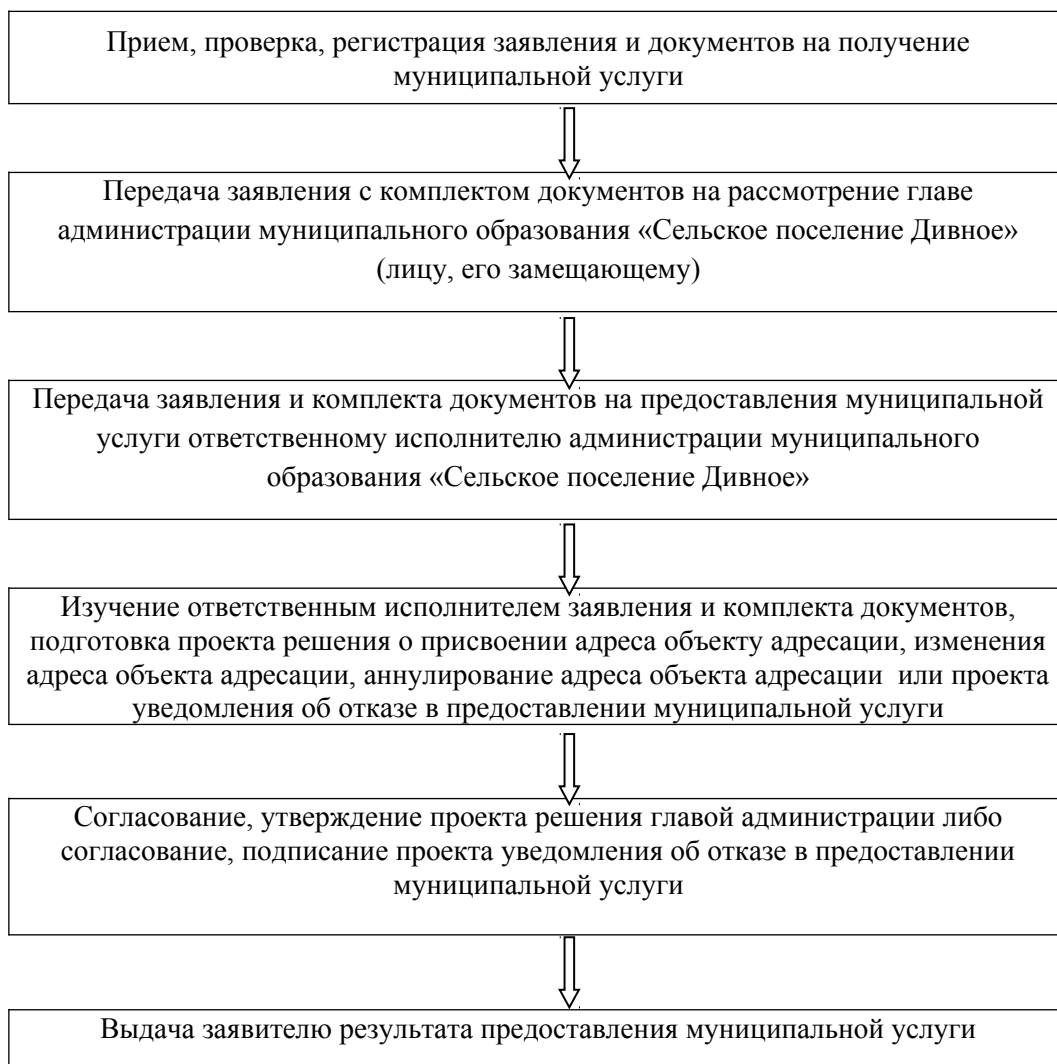 Прием, проверка, регистрация заявления и документов на получение
муниципальной услуги
Передача заявления с комплектом документов на рассмотрение главе
администрации муниципального образования «Сельское поселение Дивное»
(лицу, его замещающему)
Передача заявления и комплекта документов на предоставления муниципальной
услуги ответственному исполнителю администрации муниципального
образования «Сельское поселение Дивное»
Изучение ответственным исполнителем заявления и комплекта документов,
подготовка проекта решения о присвоении адреса объекту адресации, изменения
адреса объекта адресации, аннулирование адреса объекта адресации или проекта
уведомления об отказе в предоставлении муниципальной услуги
Согласование, утверждение проекта решения главой администрации либо
согласование, подписание проекта уведомления об отказе в предоставлении
муниципальной услуги
Выдача заявителю результата предоставления муниципальной услуги